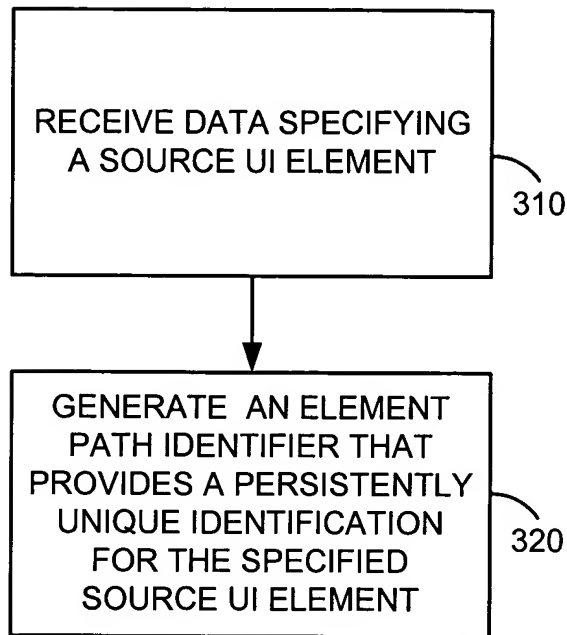 RECEIVE DATA SPECIFYING
A SOURCE UI ELEMENT
310
GENERATE AN ELEMENT
PATH IDENTIFIER THAT
PROVIDES A PERSISTENTLY
UNIQUE IDENTIFICATION
FOR THE SPECIFIED
SOURCE UI ELEMENT
320